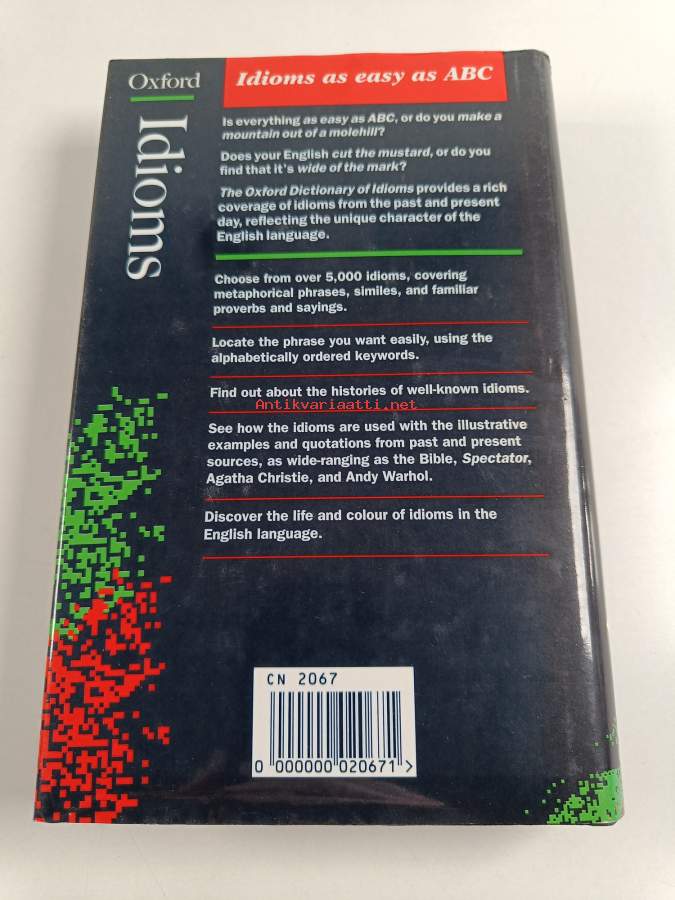 Oxford
Idioms
Idioms as easy as ABC
Is everything as easy as ABC, or do you make a
mountain out of a molehill?
Does your English cut the mustard, or do you
find that it's wide of the mark?
The Oxford Dictionary of Idioms provides a rich
coverage of idioms from the past and present
day, reflecting the unique character of the
English language.
Choose from over 5,000 idioms, covering
metaphorical phrases, similes, and familiar
proverbs and sayings.
Locate the phrase you want easily, using the
alphabetically ordered keywords.
Find out about the histories of well-known idioms.
Antikvariaatti.net
See how the idioms are used with the illustrative
examples and quotations from past and present
sources, as wide-ranging as the Bible, Spectator,
Agatha Christie, and Andy Warhol.
Discover the life and colour of idioms in the
English language.
CN 2067
0 000000 020671 >